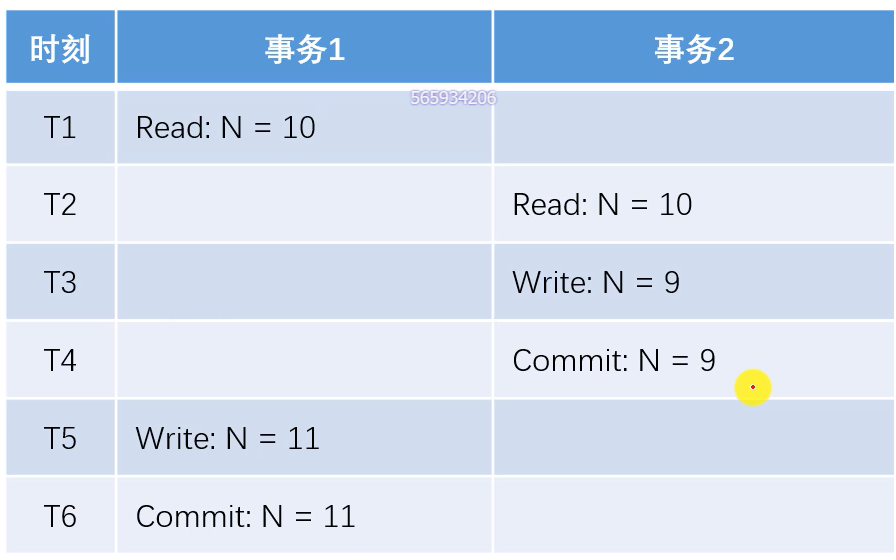 时刻 事务1 事务2
565934206
T1 Read: N = 10
T2 Read: N = 10
T3 Write: N = 9
T4 Commit: N = 9
T5 Write: N = 11
T6 Commit: N = 11